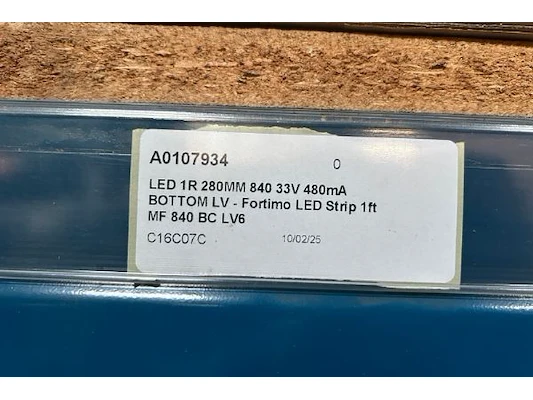 A0107934 0
LED 1R 280MM 840 33V 480mA
BOTTOM LV - Fortimo LED Strip 1ft
MF 840 BC LV6
C16C07C 10/02/25